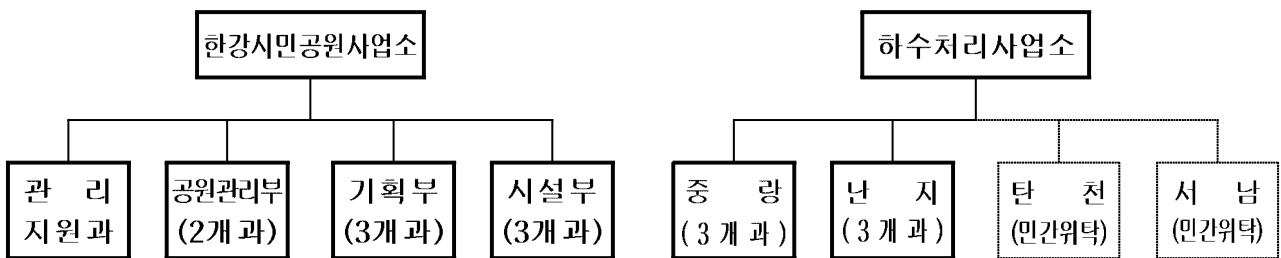 한강시민공원사업소
하수처리사업소
관 리
지원과
공원관리부
(2개과)
기획부
(3개과)
시설부
(3개과)
중 랑
(3개과)
난 지
(3개과)
탄 천
(민간위탁)
서 남
(민간위탁)